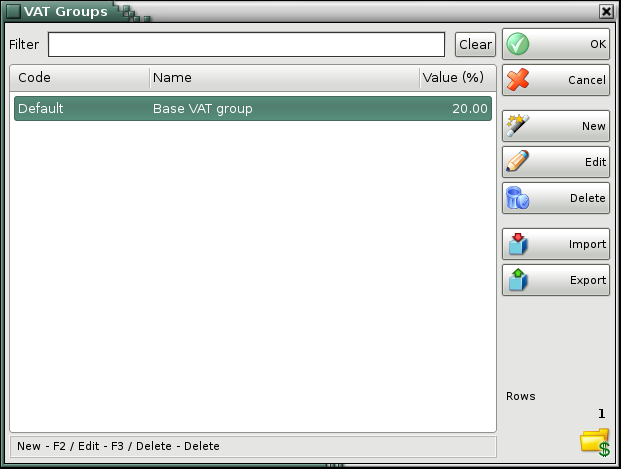 VAT Groups
Filter
Clear
OK
Cancel
Code Name Value (%)
Default Base VAT group 20.00
New
Edit
Delete
Import
Export
Rows
1
New - F2 / Edit - F3 / Delete - Delete